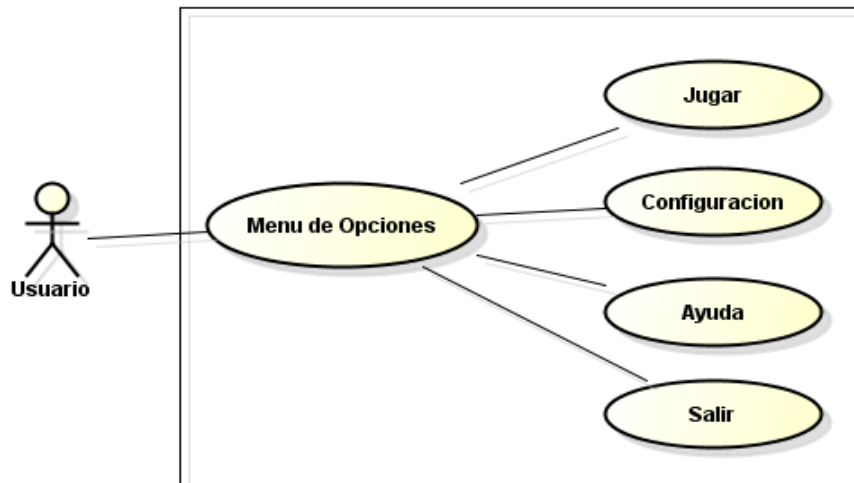 Jugar
Configuracion
Menu de Opciones
Usuario
Ayuda
Salir